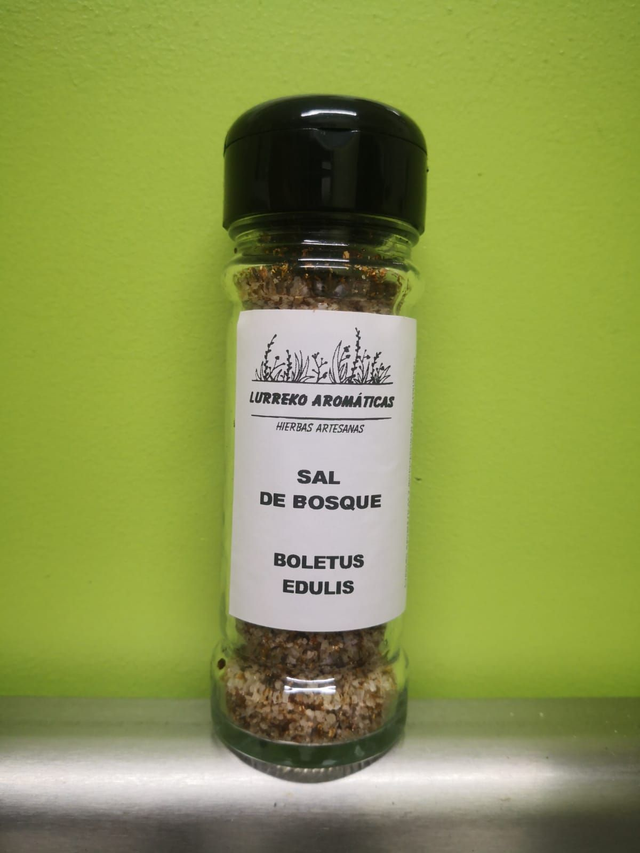 LURREKO AROMÁTICAS
HIERBAS ARTESANAS
SAL
DE BOSQUE
BOLETUS
EDULIS